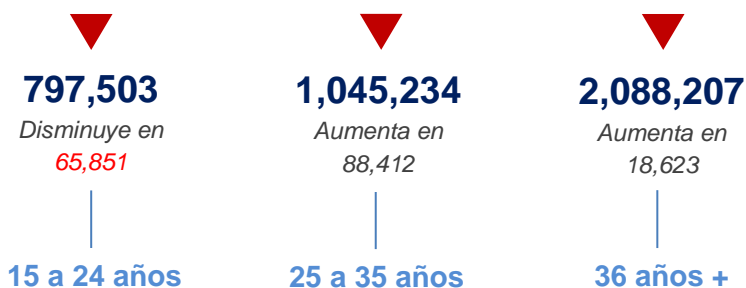 797,503
Disminuye en
65,851
15 a 24 años
1,045,234
Aumenta en
88,412
25 a 35 años
2,088,207
Aumenta en
18,623
36 años +